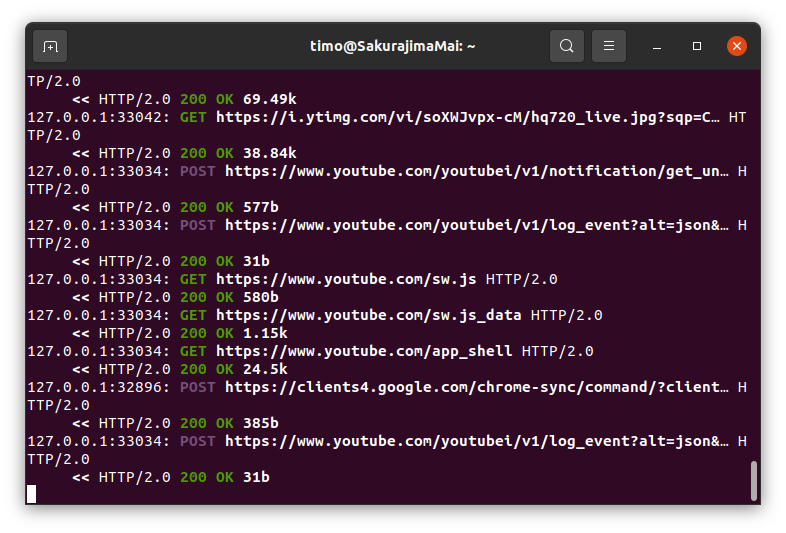 timo@SakurajimaMai: ~
TP/2.0
<< HTTP/2.0 200 OK 69.49k
127.0.0.1:33042: GET https://i.ytimg.com/vi/soXWJvpx-cM/hq720_live.jpg?sqp=C… HT
TP/2.0
<< HTTP/2.0 200 OK 38.84k
127.0.0.1:33034: POST https://www.youtube.com/youtubei/v1/notification/get_un… H
TTP/2.0
<< HTTP/2.0 200 OK 577b
127.0.0.1:33034: POST https://www.youtube.com/youtubei/v1/log_event?alt=json&… H
TTP/2.0
<< HTTP/2.0 200 OK 31b
127.0.0.1:33034: GET https://www.youtube.com/sw.js HTTP/2.0
<< HTTP/2.0 200 OK 580b
127.0.0.1:33034: GET https://www.youtube.com/sw.js_data HTTP/2.0
<< HTTP/2.0 200 OK 1.15k
127.0.0.1:33034: GET https://www.youtube.com/app_shell HTTP/2.0
<< HTTP/2.0 200 OK 24.5k
127.0.0.1:32896: POST https://clients4.google.com/chrome-sync/command/?client… H
TTP/2.0
<< HTTP/2.0 200 OK 385b
127.0.0.1:33034: POST https://www.youtube.com/youtubei/v1/log_event?alt=json&… H
TTP/2.0
<< HTTP/2.0 200 OK 31b